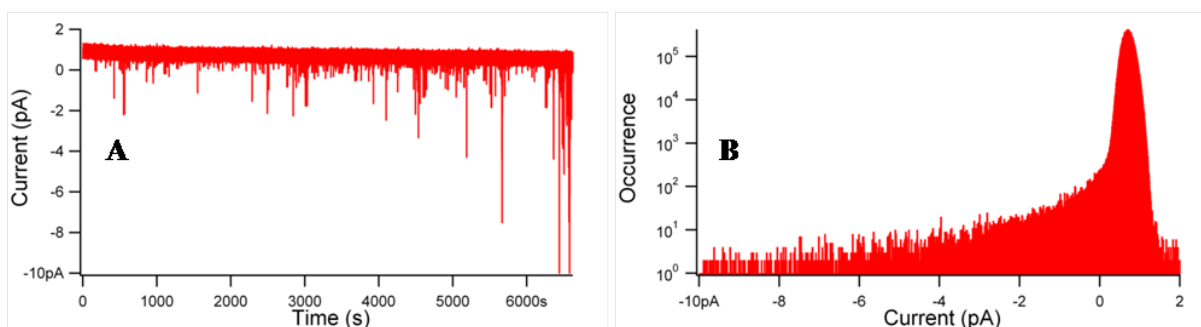 2
0
-2
-4
-6
-8
-10pA
Current (pA)
A
0
1000
2000
3000
4000
5000
6000s
Time (s)
10^5
10^4
10^3
10^2
10^1
10^0
Occurrence
B
-10pA
-8
-6
-4
-2
0
2
Current (pA)